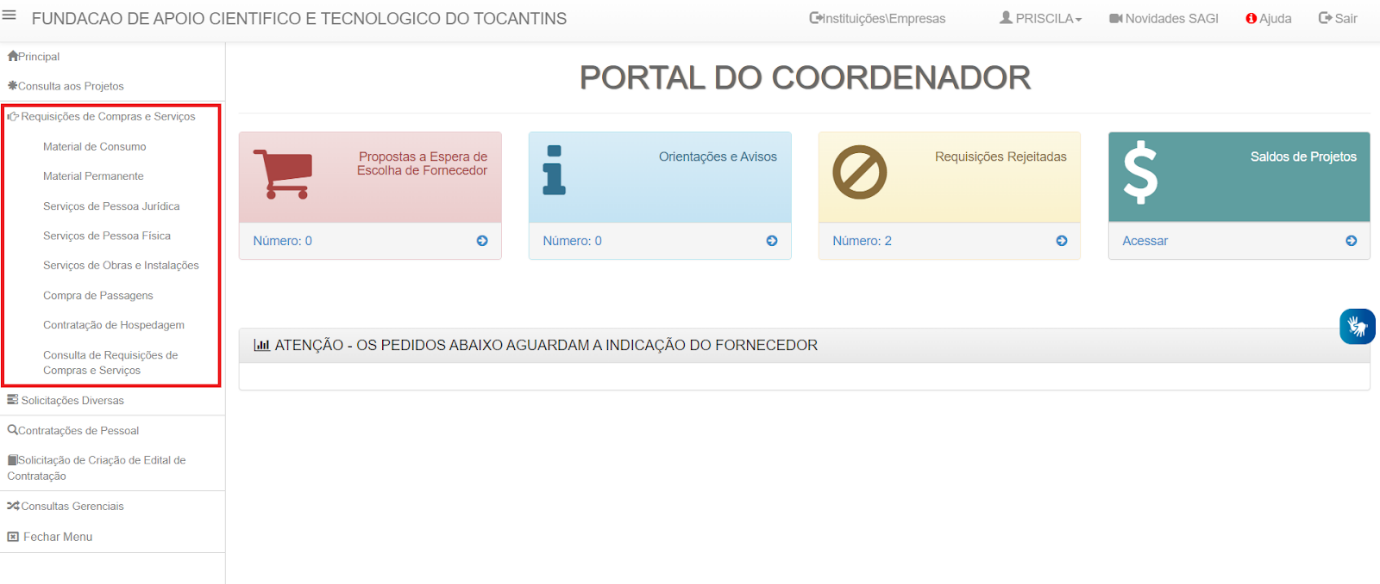 FUNDACAO DE APOIO CIENTIFICO E TECNOLOGICO DO TOCANTINS
Instituições\Empresas
PRISCILA
Novidades SAGI
Ajuda
Sair
Principal
Consulta aos Projetos
Requisições de Compras e Serviços
Material de Consumo
Material Permanente
Serviços de Pessoa Jurídica
Serviços de Pessoa Física
Serviços de Obras e Instalações
Compra de Passagens
Contratação de Hospedagem
Consulta de Requisições de
Compras e Serviços
Solicitações Diversas
Contratações de Pessoal
Solicitação de Criação de Edital de
Contratação
Consultas Gerenciais
Fechar Menu
PORTAL DO COORDENADOR
Propostas a Espera de
Escolha de Fornecedor
Número: 0
Orientações e Avisos
Número: 0
Requisições Rejeitadas
Número: 2
Saldos de Projetos
Acessar
ATENÇÃO - OS PEDIDOS ABAIXO AGUARDAM A INDICAÇÃO DO FORNECEDOR